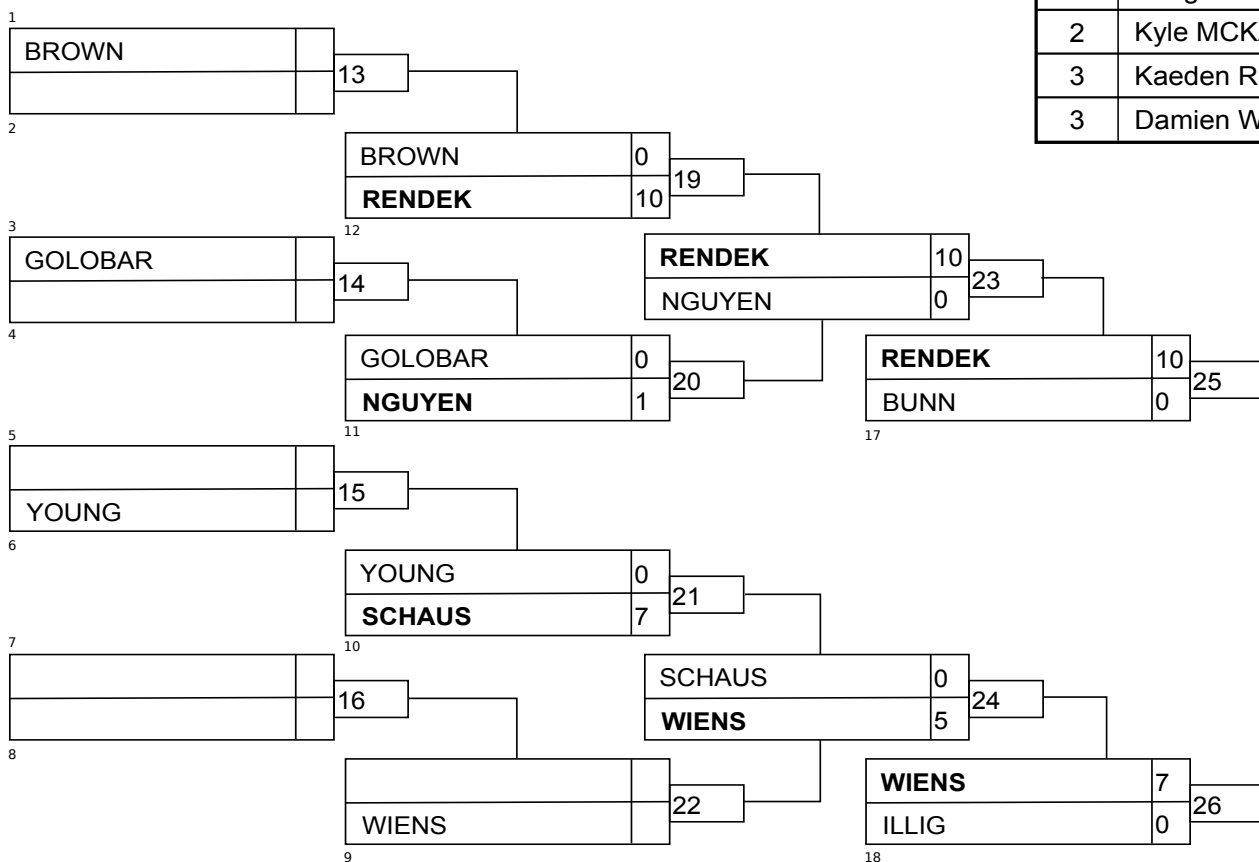 2 Kyle MCK
3 Kaeden R
3 Damien W
1
BROWN
13
2
BROWN 0
19
RENDEK 10
12
3
GOLOBAR
14
4
RENDEK 10
23
NGUYEN 0
GOLOBAR 0
20
NGUYEN 1
11
RENDEK 10
25
BUNN 0
17
5
15
YOUNG
6
YOUNG 0
21
SCHAUS 7
10
7
16
8
SCHAUS 0
24
WIENS 5
22
WIENS
9
WIENS 7
26
ILLIG 0
18